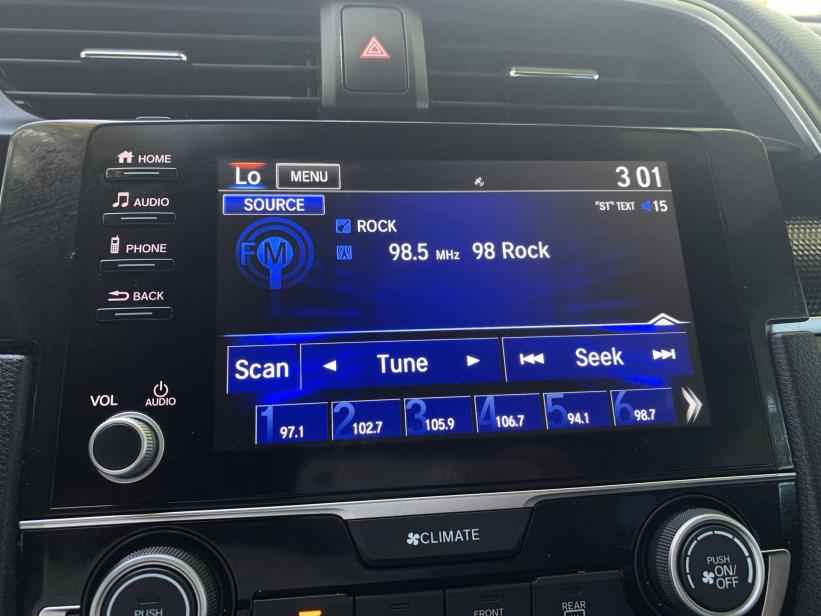 HOME
AUDIO
PHONE
BACK
VOL
AUDIO
Lo MENU 3 01
SOURCE "ST" TEXT 15
FM ROCK
98.5 MHz 98 Rock
Scan Tune Seek
1 97.1 2 102.7 3 105.9 4 106.7 5 94.1 6 98.7
CLIMATE
PUSH
PUSH
ON/
OFF
FRONT
REAR